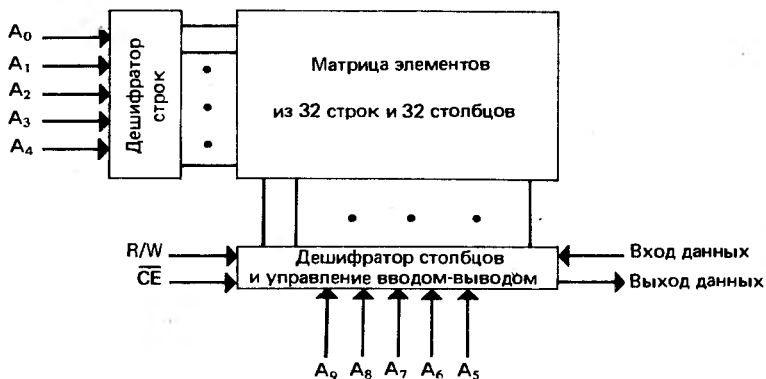 A0
A1
A2
A3
A4
Дешифратор
строк
Матрица элементов
из 32 строк и 32 столбцов
R/W
CE
Дешифратор столбцов
и управление вводом-выводом
Вход данных
Выход данных
A9 A8 A7 A6 A5